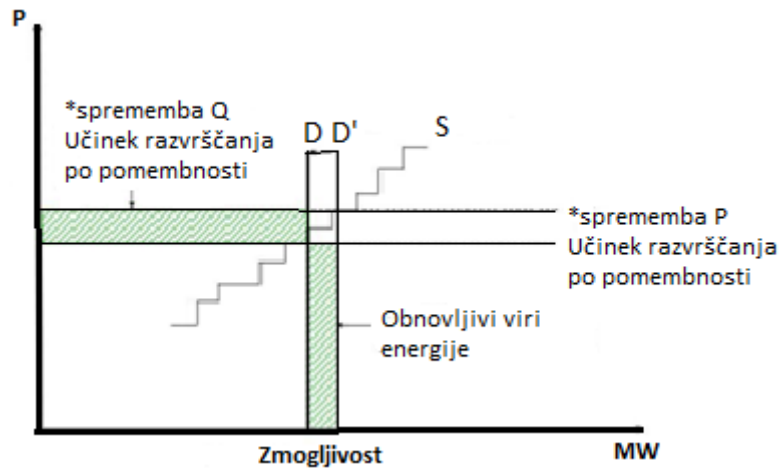 P
*sprememba Q
Učinek razvrščanja
po pomembnosti
D D'
S
*sprememba P
Učinek razvrščanja
po pomembnosti
Obnovljivi viri
energije
Zmogljivost
MW